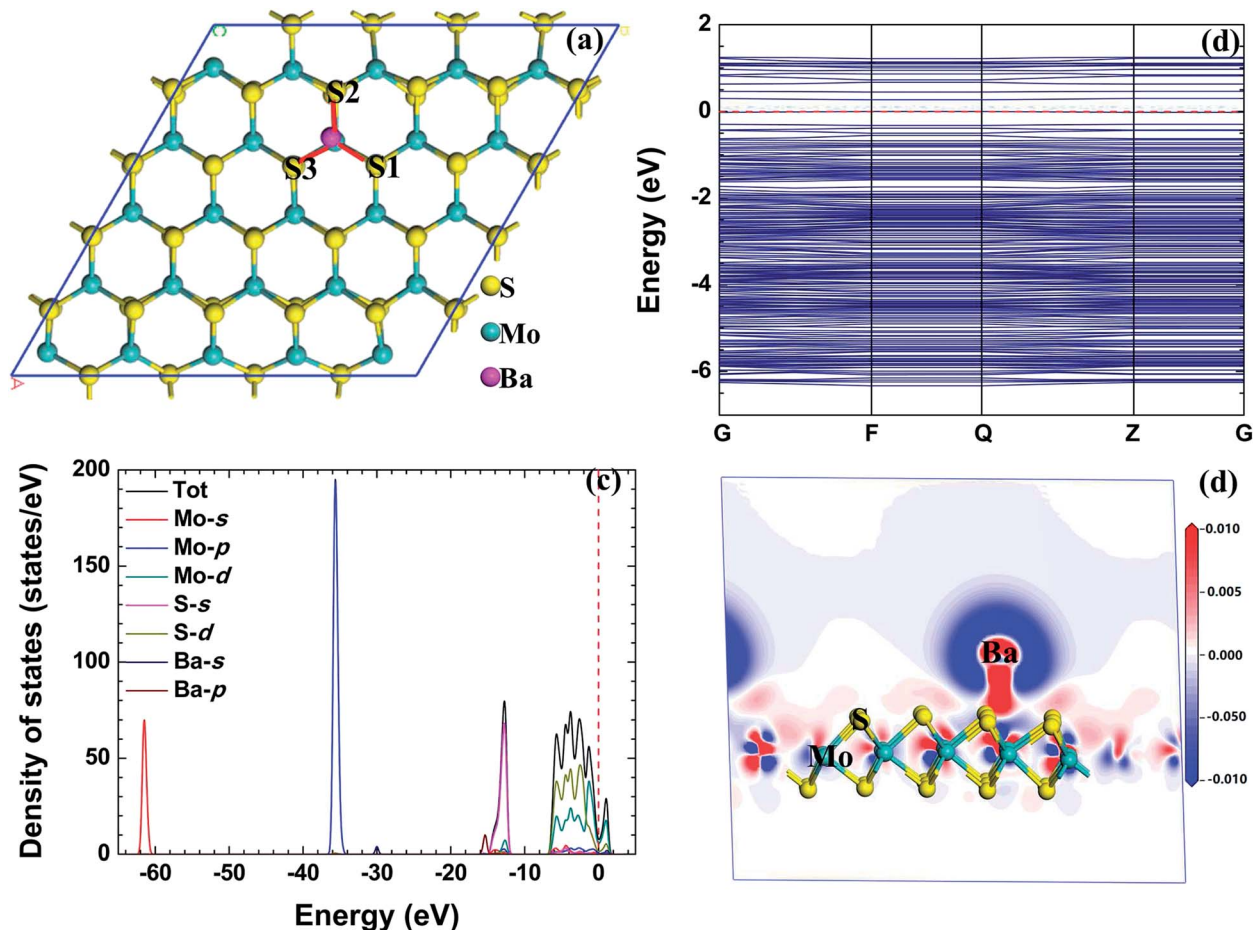 (a)
S2
S3
S1
S
Mo
Ba
(d)
2
0
-2
-4
-6
Energy (eV)
G F Q Z G
(c)
200
150
100
50
0
Density of states (states/eV)
Tot
Mo-s
Mo-p
Mo-d
S-s
S-d
Ba-s
Ba-p
-60 -50 -40 -30 -20 -10 0
Energy (eV)
(d)
Ba
S
Mo
-0.010
-0.005
-0.000
-0.050
-0.010